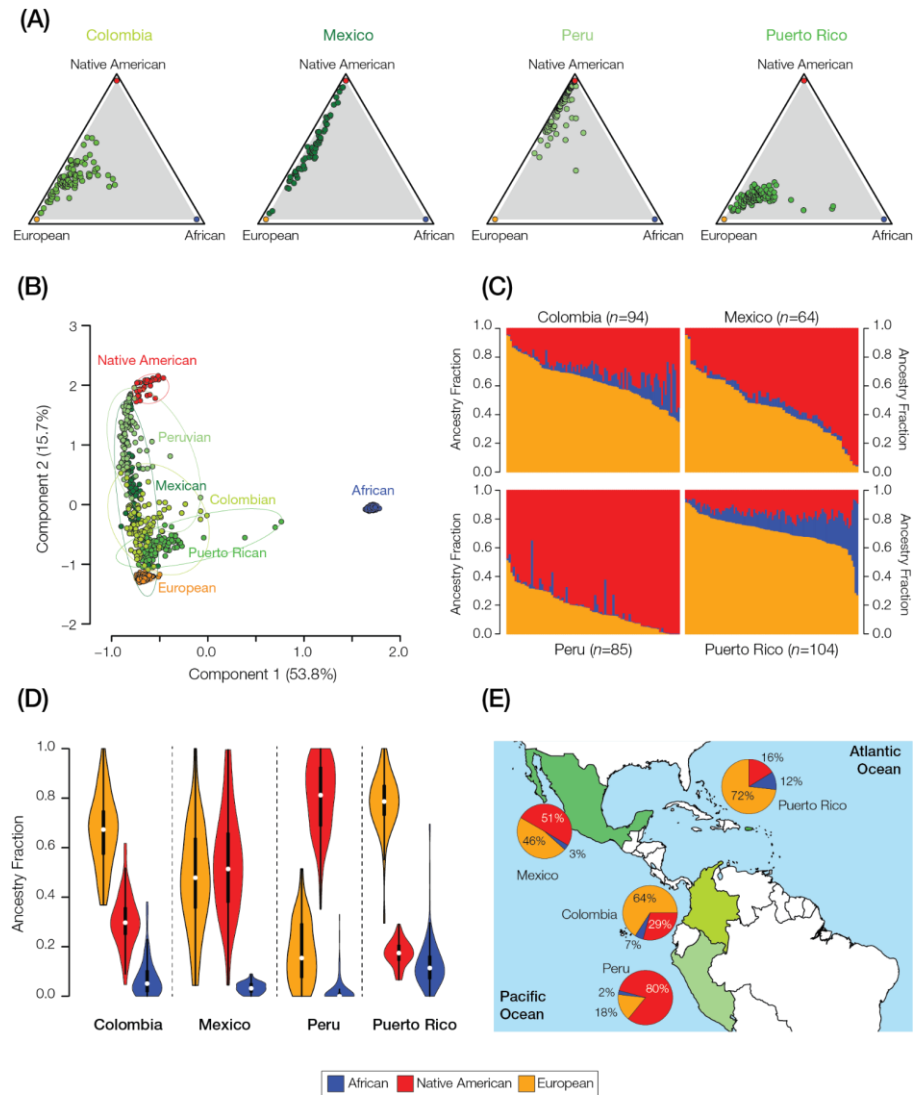 (A)
Colombia
Mexico
Peru
Puerto Rico
Native American
Native American
Native American
Native American
European
African
European
African
European
African
European
African
(B)
3
2
1
0
−1
−2
Component 2 (15.7%)
Native American
Peruvian
Mexican
Colombian
African
Puerto Rican
European
−1.0
0.0
1.0
2.0
Component 1 (53.8%)
(C)
Colombia (n=94)
Mexico (n=64)
1.0
0.8
0.6
0.4
0.2
0.0
Ancestry Fraction
1.0
0.8
0.6
0.4
0.2
0.0
Ancestry Fraction
1.0
0.8
0.6
0.4
0.2
0.0
Ancestry Fraction
1.0
0.8
0.6
0.4
0.2
0.0
Ancestry Fraction
Peru (n=85)
Puerto Rico (n=104)
(D)
1.0
0.8
0.6
0.4
0.2
0.0
Ancestry Fraction
Colombia
Mexico
Peru
Puerto Rico
(E)
Atlantic
Ocean
16%
12%
72%
Puerto Rico
51%
46%
3%
Mexico
Colombia
64%
29%
7%
Peru
80%
2%
18%
Pacific
Ocean
African
Native American
European